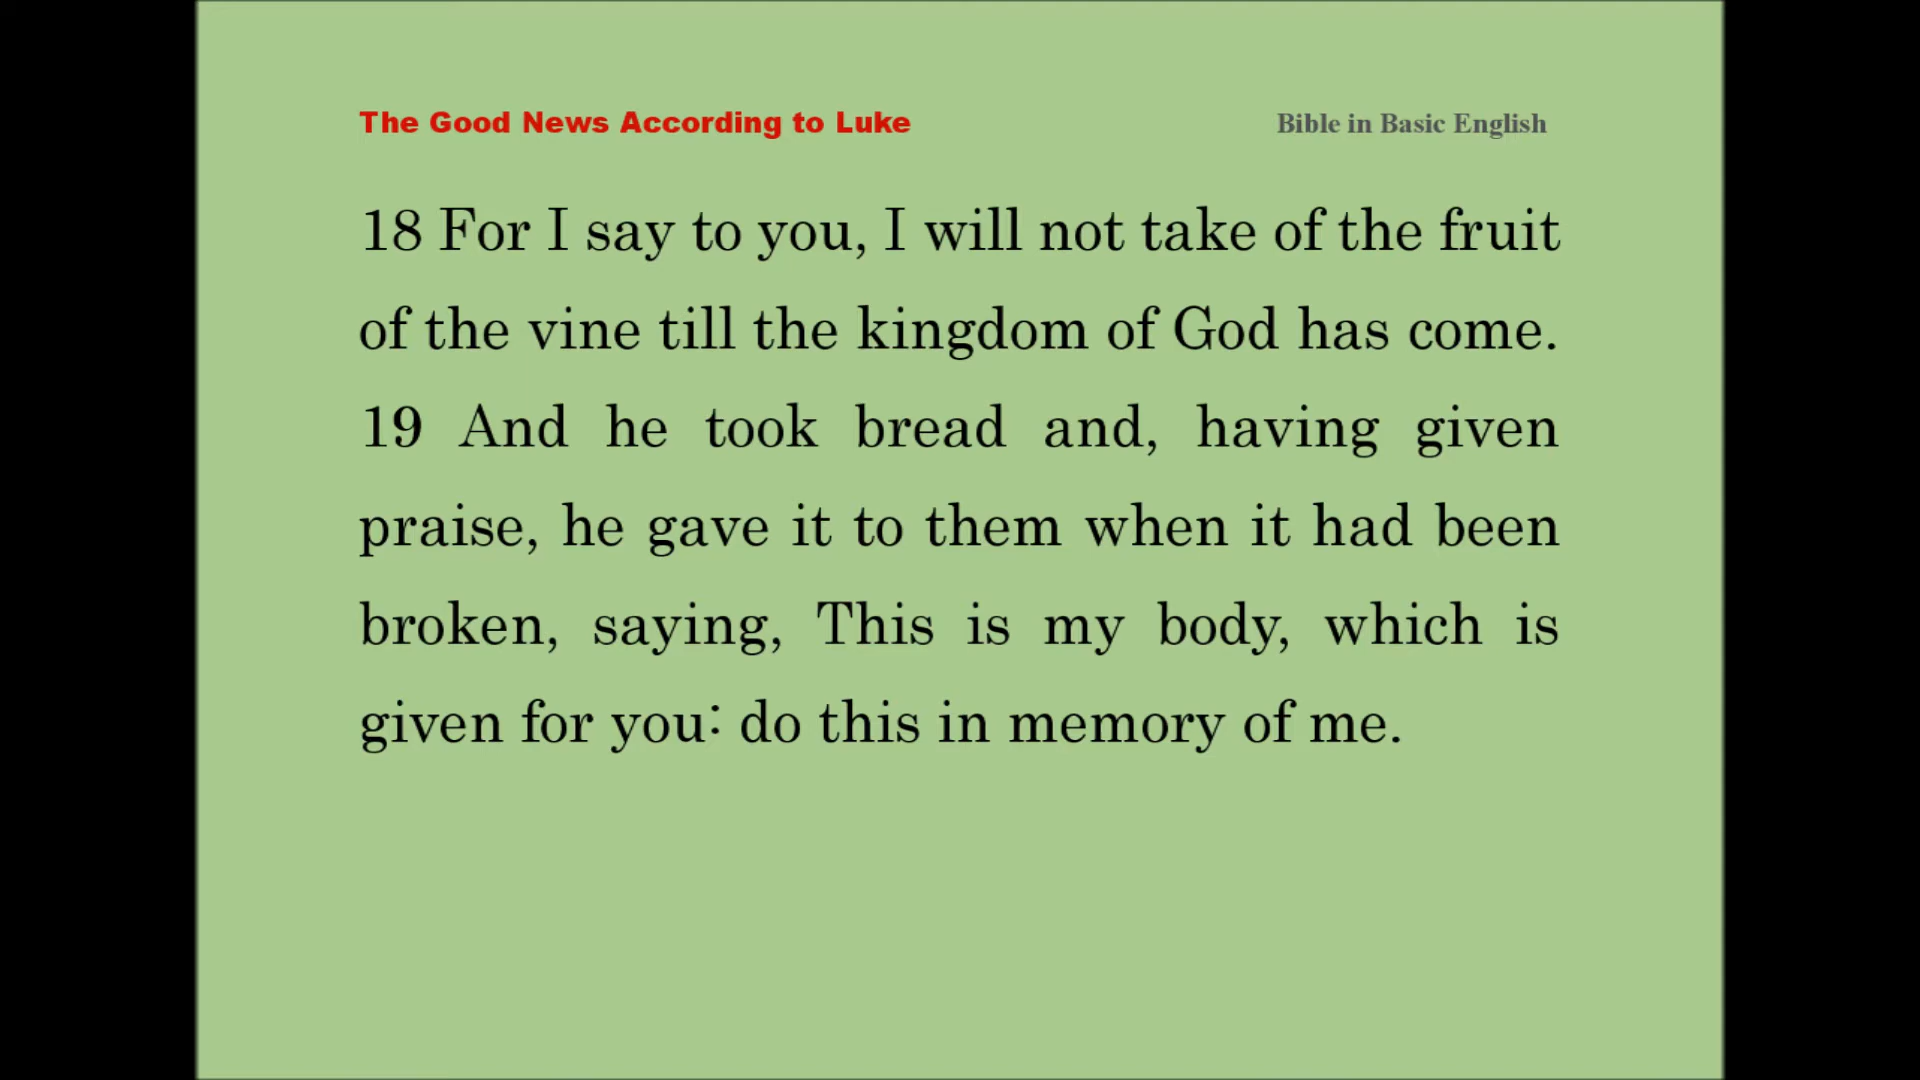 The Good News According to Luke Bible in Basic English
18 For I say to you, I will not take of the fruit
of the vine till the kingdom of God has come.
19 And he took bread and, having given
praise, he gave it to them when it had been
broken, saying, This is my body, which is
given for you: do this in memory of me.